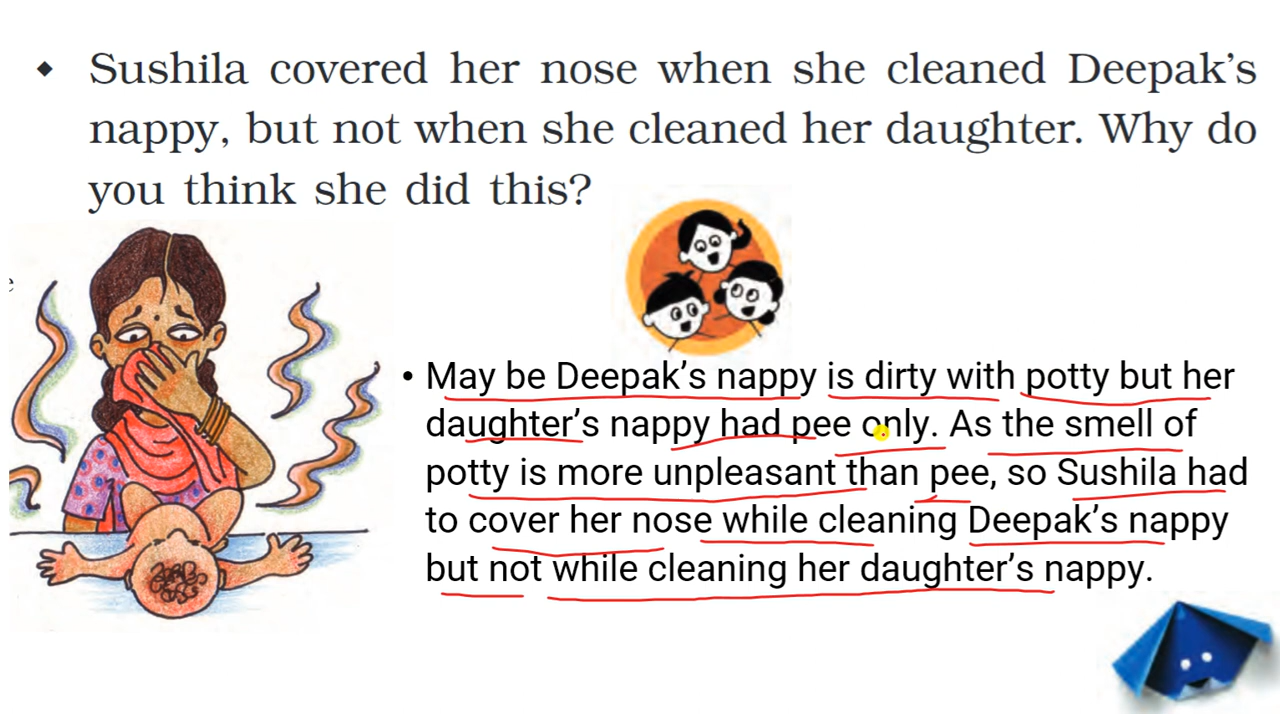 ◆ Sushila covered her nose when she cleaned Deepak’s
nappy, but not when she cleaned her daughter. Why do
you think she did this?
e
• May be Deepak’s nappy is dirty with potty but her
daughter’s nappy had pee only. As the smell of
potty is more unpleasant than pee, so Sushila had
to cover her nose while cleaning Deepak’s nappy
but not while cleaning her daughter’s nappy.